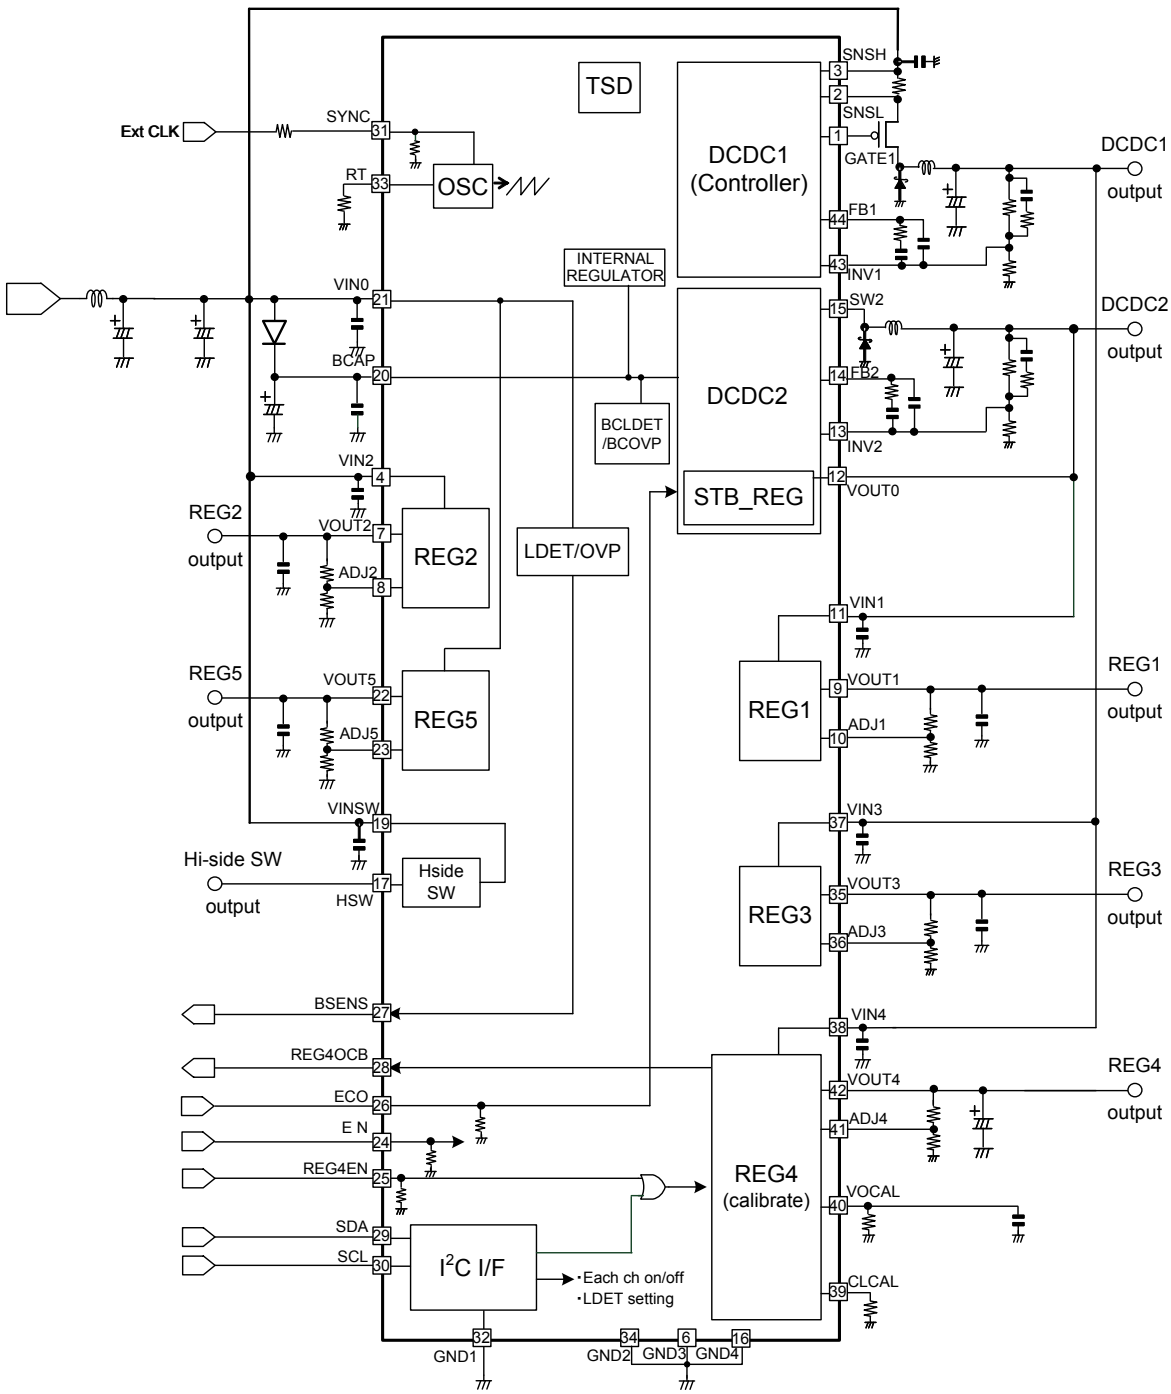 SNSH
3
TSD
2
SYNC
SNSL
Ext CLK
31
1
DCDC1
(Controller)
GATE1
DCDC1
output
RT
33
OSC
44
FB1
INTERNAL
REGULATOR
43
INV1
VIN0
21
SW2
15
DCDC2
output
BCAP
20
14
FB2
DCDC2
BCLDET
/BCOVP
13
INV2
VIN2
4
12
VOUT0
STB_REG
REG2
output
VOUT2
7
REG2
LDET/OVP
ADJ2
8
VIN1
11
REG5
output
VOUT5
22
REG5
REG1
VOUT1
9
REG1
output
ADJ5
23
ADJ1
10
VINSW
19
VIN3
37
Hi-side SW
output
17
HSW
Hside
SW
REG3
VOUT3
35
REG3
output
ADJ3
36
BSENS
27
VIN4
38
REG4OCB
28
VOUT4
42
REG4
output
ECO
26
ADJ4
41
E N
24
REG4EN
25
REG4
(calibrate)
VOCAL
40
SDA
29
SCL
30
I2C I/F
・Each ch on/off
・LDET setting
CLCAL
39
32
34
6
16
GND1
GND2
GND3
GND4